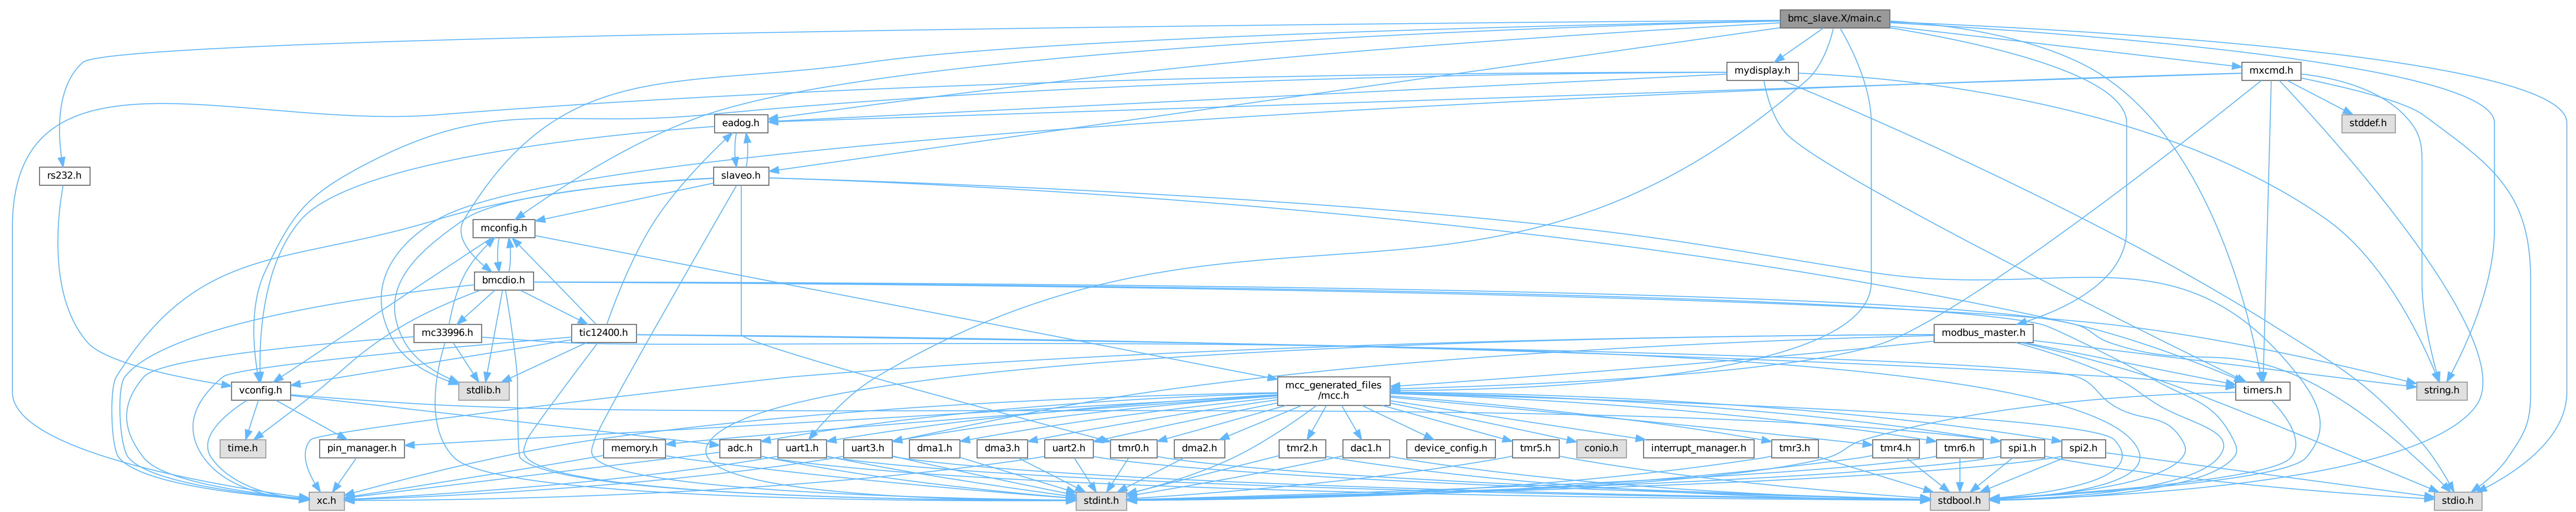 bmc_slave.X/main.c
mydisplay.h
mxcmd.h
eadog.h
stddef.h
rs232.h
slaveo.h
mconfig.h
bmcdio.h
mc33996.h
tic12400.h
modbus_master.h
vconfig.h
stdlib.h
mcc_generated_files
/mcc.h
timers.h
string.h
time.h
pin_manager.h
memory.h
adc.h
uart1.h
uart3.h
dma1.h
dma3.h
uart2.h
tmr0.h
dma2.h
tmr2.h
dac1.h
device_config.h
tmr5.h
conio.h
interrupt_manager.h
tmr3.h
tmr4.h
tmr6.h
spi1.h
spi2.h
xc.h
stdint.h
stdbool.h
stdio.h